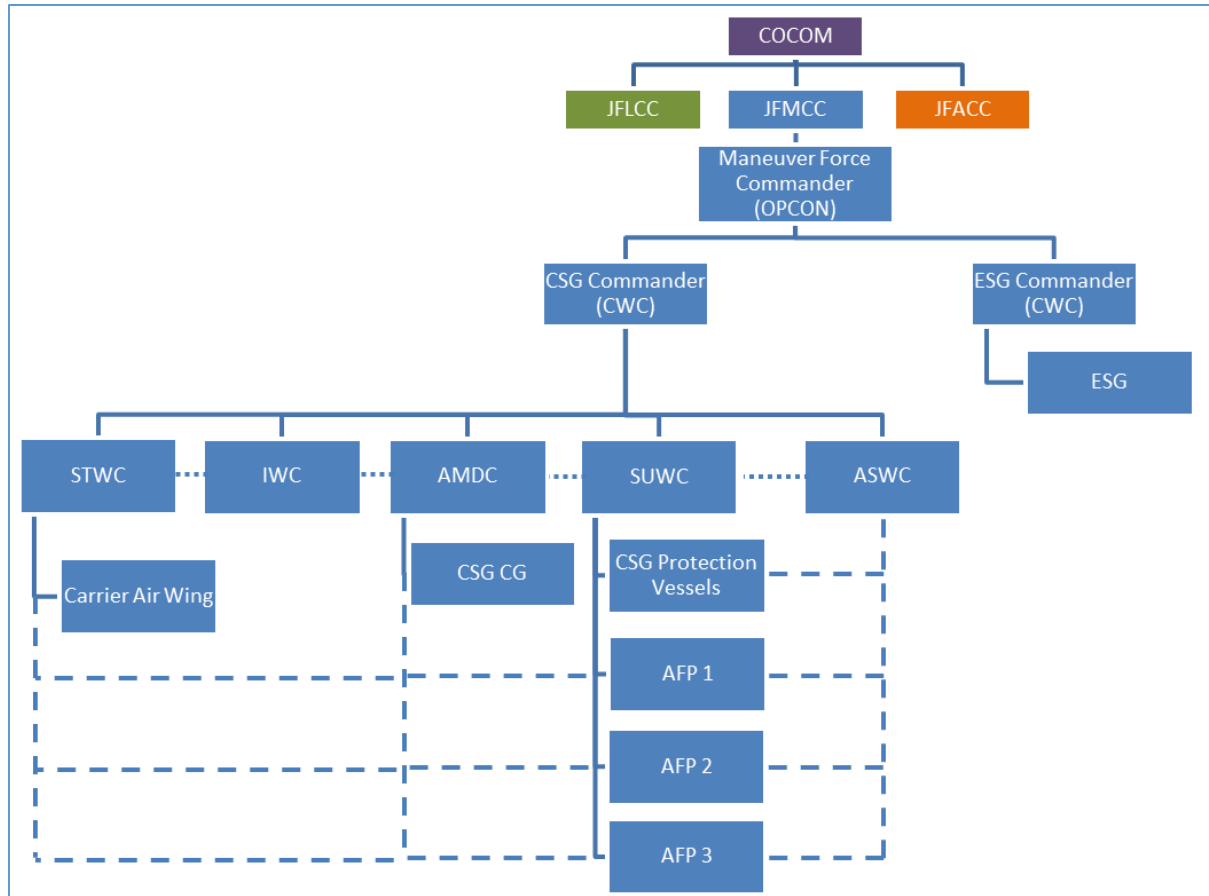 COCOM
JFLCC
JFMCC
JFACC
Maneuver Force
Commander
(OPCON)
CSG Commander
(CWC)
ESG Commander
(CWC)
ESG
STWC
IWC
AMDC
SUWC
ASWC
Carrier Air Wing
CSG CG
CSG Protection
Vessels
AFP 1
AFP 2
AFP 3